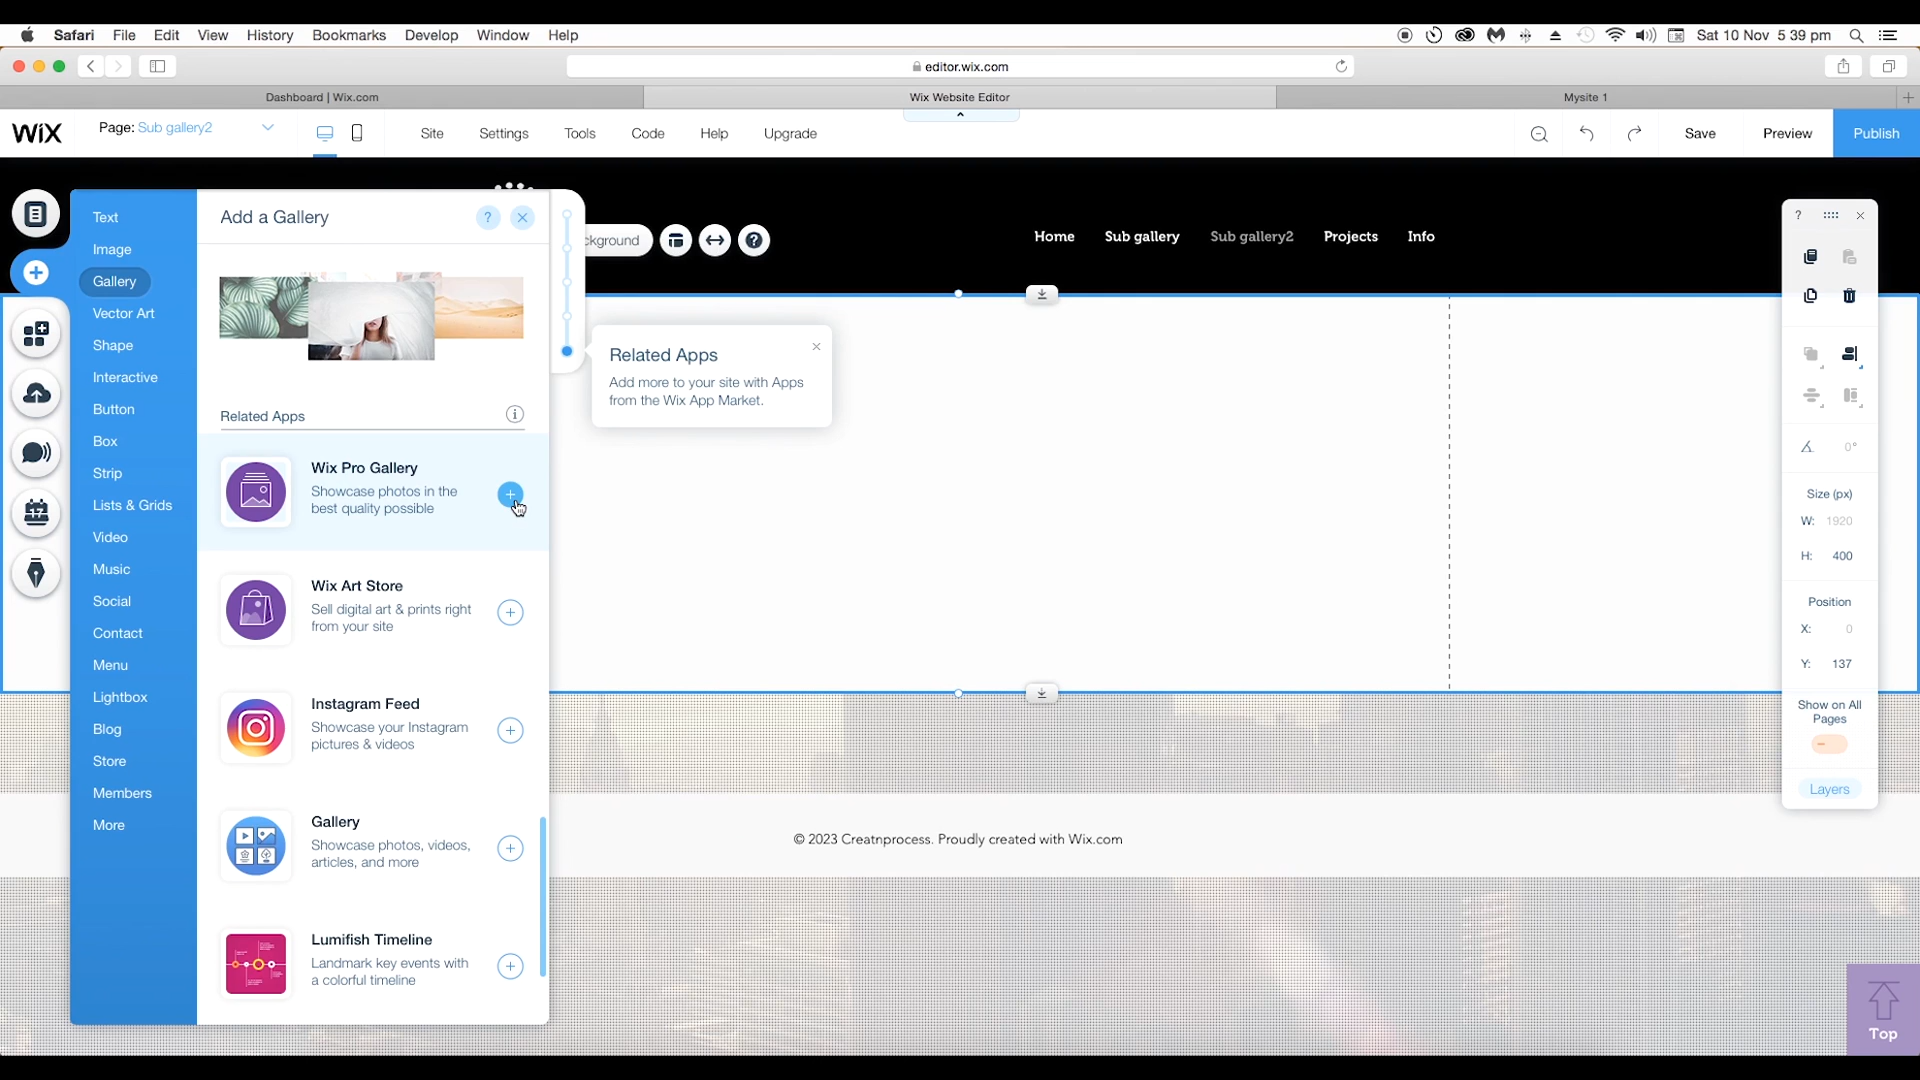 Safari File Edit View History Bookmarks Develop Window Help
Sat 10 Nov 5 39 pm
editor.wix.com
Dashboard | Wix.com
Wix Website Editor
Mysite 1
WiX
Page: Sub gallery2
Site Settings Tools Code Help Upgrade
Save Preview Publish
Text
Image
Gallery
Vector Art
Shape
Interactive
Button
Box
Strip
Lists & Grids
Video
Music
Social
Contact
Menu
Lightbox
Blog
Store
Members
More
17
Add a Gallery
?
Related Apps
Wix Pro Gallery
Showcase photos in the
best quality possible
Wix Art Store
Sell digital art & prints right
from your site
Instagram Feed
Showcase your Instagram
pictures & videos
Gallery
Showcase photos, videos,
articles, and more
Lumifish Timeline
Landmark key events with
a colorful timeline
ckground
?
Home Sub gallery Sub gallery2 Projects Info
Related Apps
Add more to your site with Apps
from the Wix App Market.
© 2023 Creatnprocess. Proudly created with Wix.com
?
0°
Size (px)
W: 1920
H: 400
Position
X: 0
Y: 137
Show on All
Pages
Layers
Top